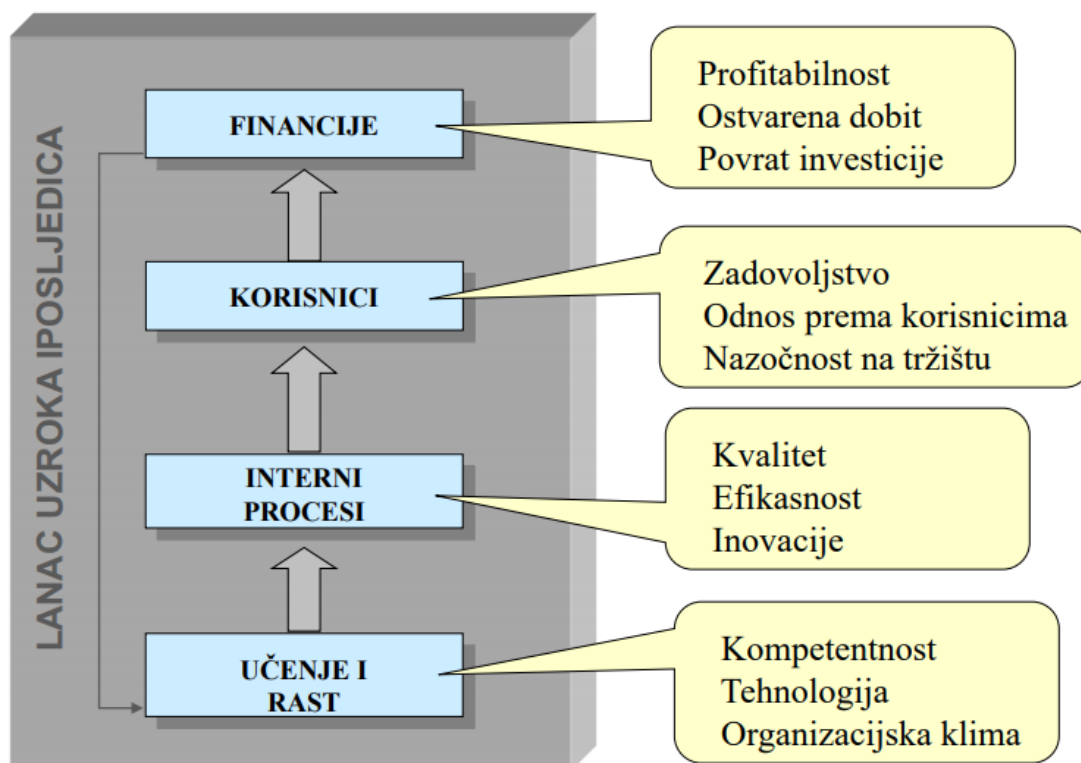 LANAC UZROKA IPOSLJEDICA
FINANCIJE
Profitabilnost
Ostvarena dobit
Povrat investicije
KORISNICI
Zadovoljstvo
Odnos prema korisnicima
Nazočnost na tržištu
INTERNI
PROCESI
Kvalitet
Efikasnost
Inovacije
UČENJE I
RAST
Kompetentnost
Tehnologija
Organizacijska klima